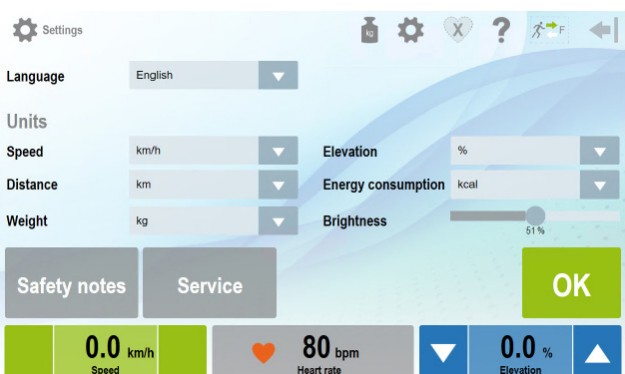 Settings
kg
X
?
F
Language English
Units
Speed km/h
Elevation %
Distance km
Energy consumption kcal
Weight kg
Brightness
51 %
Safety notes
Service
OK
0.0 km/h
Speed
80 bpm
Heart rate
0.0 %
Elevation